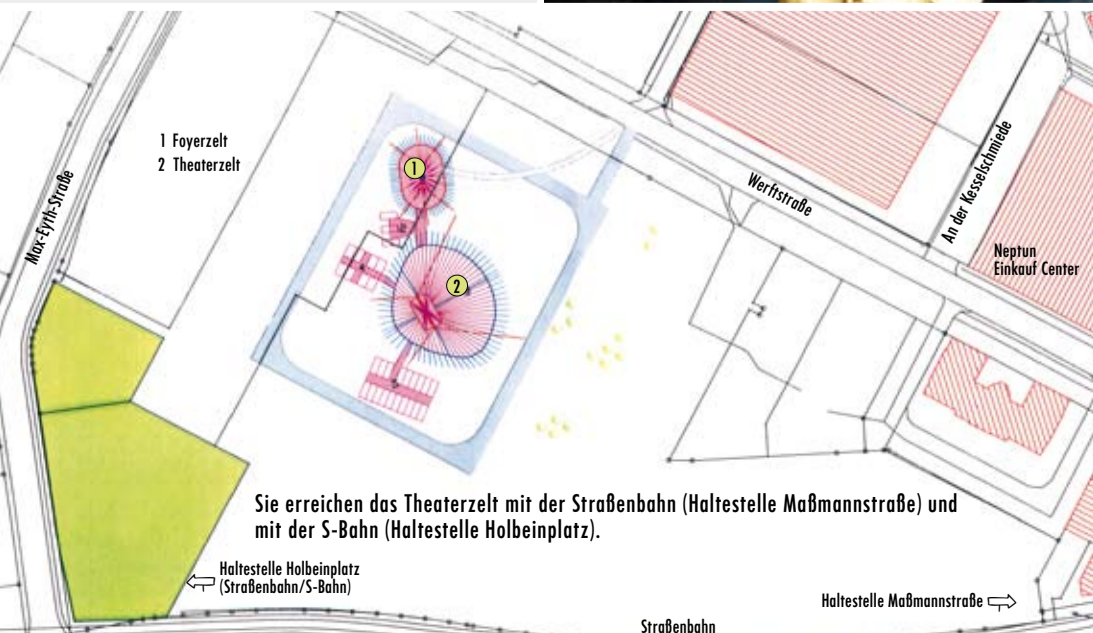 1 Foyerzelt
2 Theaterzelt
Max-Eyth-Straße
1
2
Werftstraße
An der Kesselschmiede
Neptun
Einkauf Center
Sie erreichen das Theaterzelt mit der Straßenbahn (Haltestelle Maßmannstraße) und
mit der S-Bahn (Haltestelle Holbeinplatz).
Haltestelle Holbeinplatz
(Straßenbahn/S-Bahn)
Haltestelle Maßmannstraße
Straßenbahn